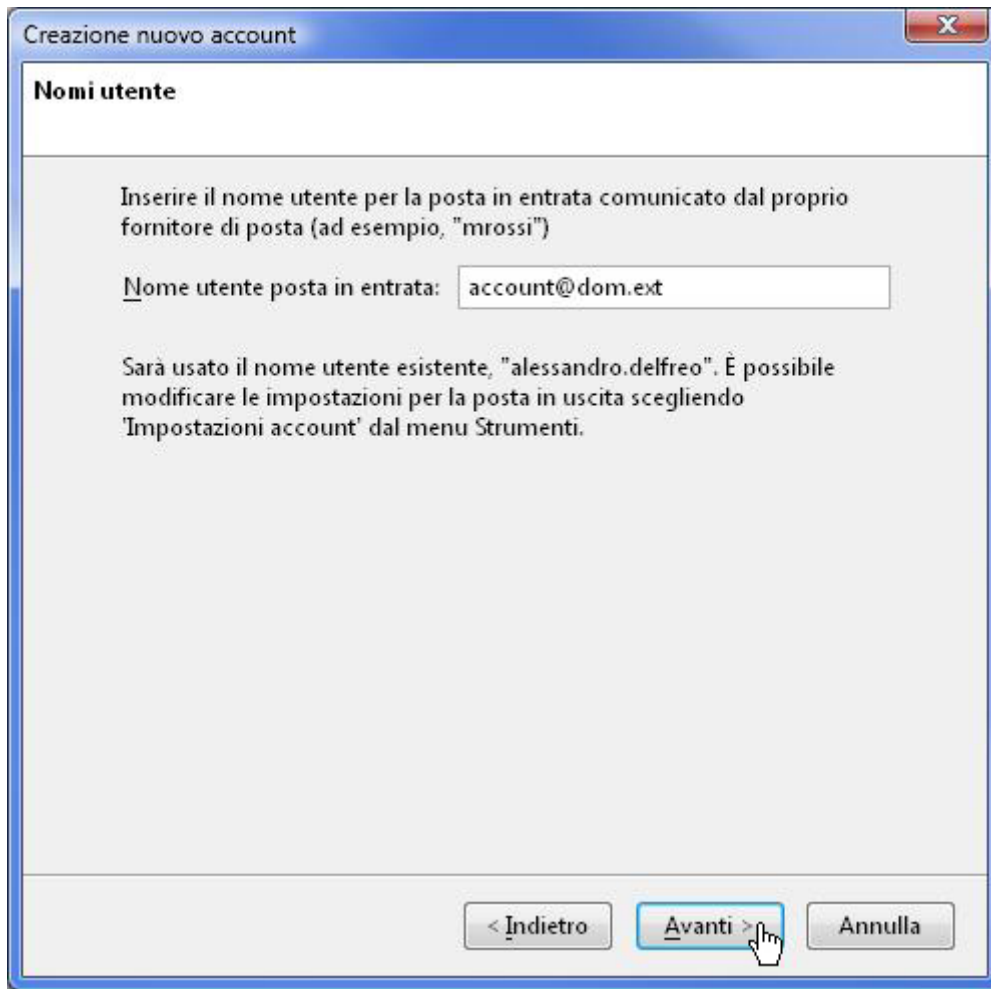 Creazione nuovo account
Nomi utente
Inserire il nome utente per la posta in entrata comunicato dal proprio
fornitore di posta (ad esempio, "mrossi")
Nome utente posta in entrata: account@dom.ext
Sarà usato il nome utente esistente, "alessandro.delfreo". È possibile
modificare le impostazioni per la posta in uscita scegliendo
'Impostazioni account' dal menu Strumenti.
< Indietro Avanti > Annulla